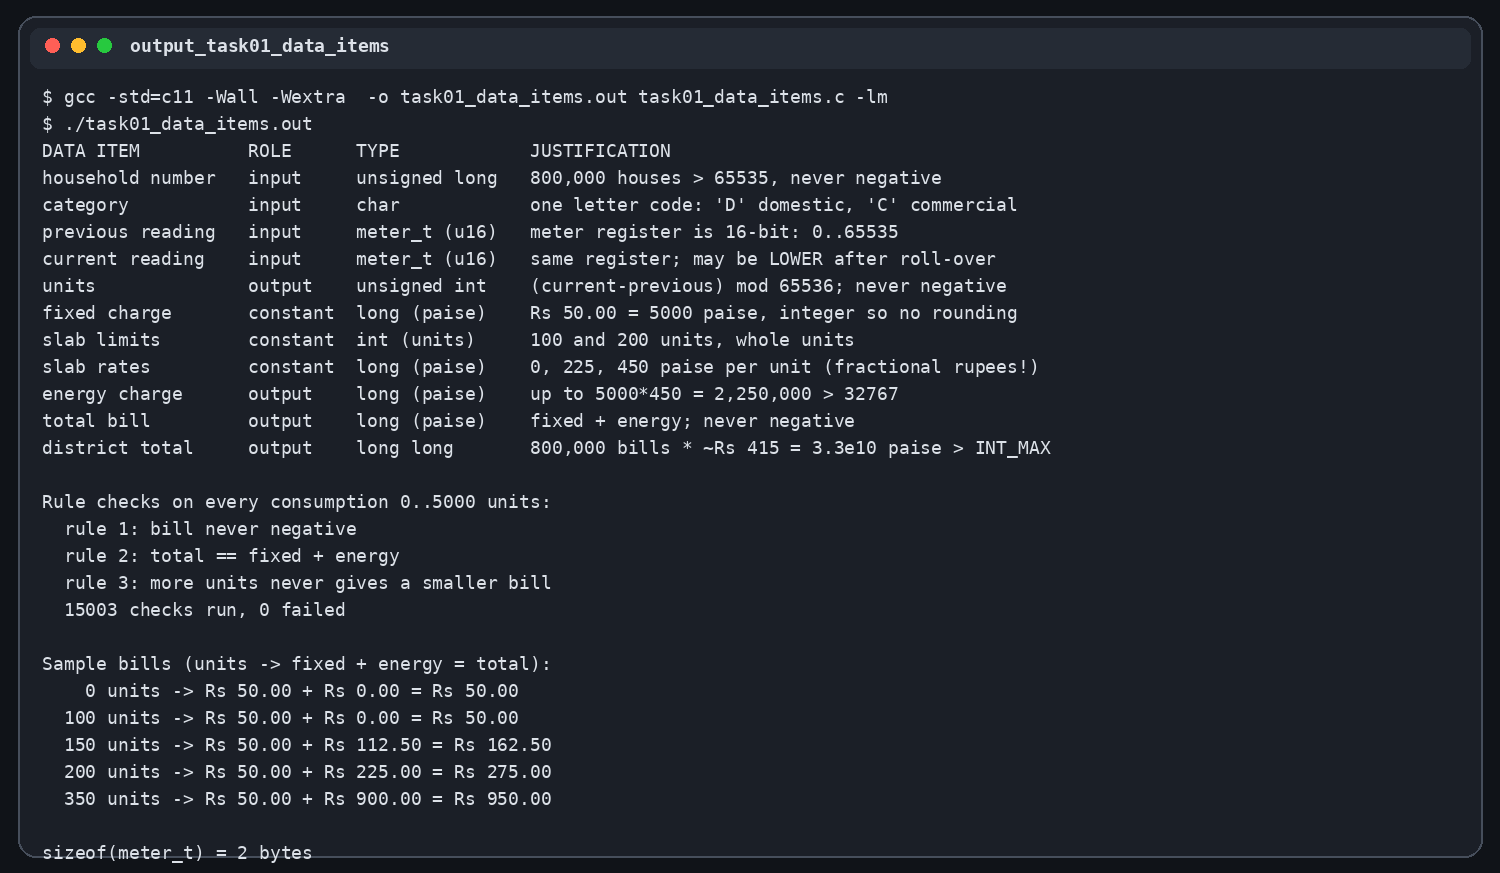 output_task01_data_items
$ gcc -std=c11 -Wall -Wextra  -o task01_data_items.out task01_data_items.c -lm
$ ./task01_data_items.out
DATA ITEM          ROLE      TYPE            JUSTIFICATION
household number   input     unsigned long   800,000 houses > 65535, never negative
category           input     char            one letter code: 'D' domestic, 'C' commercial
previous reading   input     meter_t (u16)   meter register is 16-bit: 0..65535
current reading    input     meter_t (u16)   same register; may be LOWER after roll-over
units              output    unsigned int    (current-previous) mod 65536; never negative
fixed charge       constant  long (paise)    Rs 50.00 = 5000 paise, integer so no rounding
slab limits        constant  int (units)     100 and 200 units, whole units
slab rates         constant  long (paise)    0, 225, 450 paise per unit (fractional rupees!)
energy charge      output    long (paise)    up to 5000*450 = 2,250,000 > 32767
total bill         output    long (paise)    fixed + energy; never negative
district total     output    long long       800,000 bills * ~Rs 415 = 3.3e10 paise > INT_MAX

Rule checks on every consumption 0..5000 units:
  rule 1: bill never negative
  rule 2: total == fixed + energy
  rule 3: more units never gives a smaller bill
  15003 checks run, 0 failed

Sample bills (units -> fixed + energy = total):
    0 units -> Rs 50.00 + Rs 0.00 = Rs 50.00
  100 units -> Rs 50.00 + Rs 0.00 = Rs 50.00
  150 units -> Rs 50.00 + Rs 112.50 = Rs 162.50
  200 units -> Rs 50.00 + Rs 225.00 = Rs 275.00
  350 units -> Rs 50.00 + Rs 900.00 = Rs 950.00

sizeof(meter_t) = 2 bytes